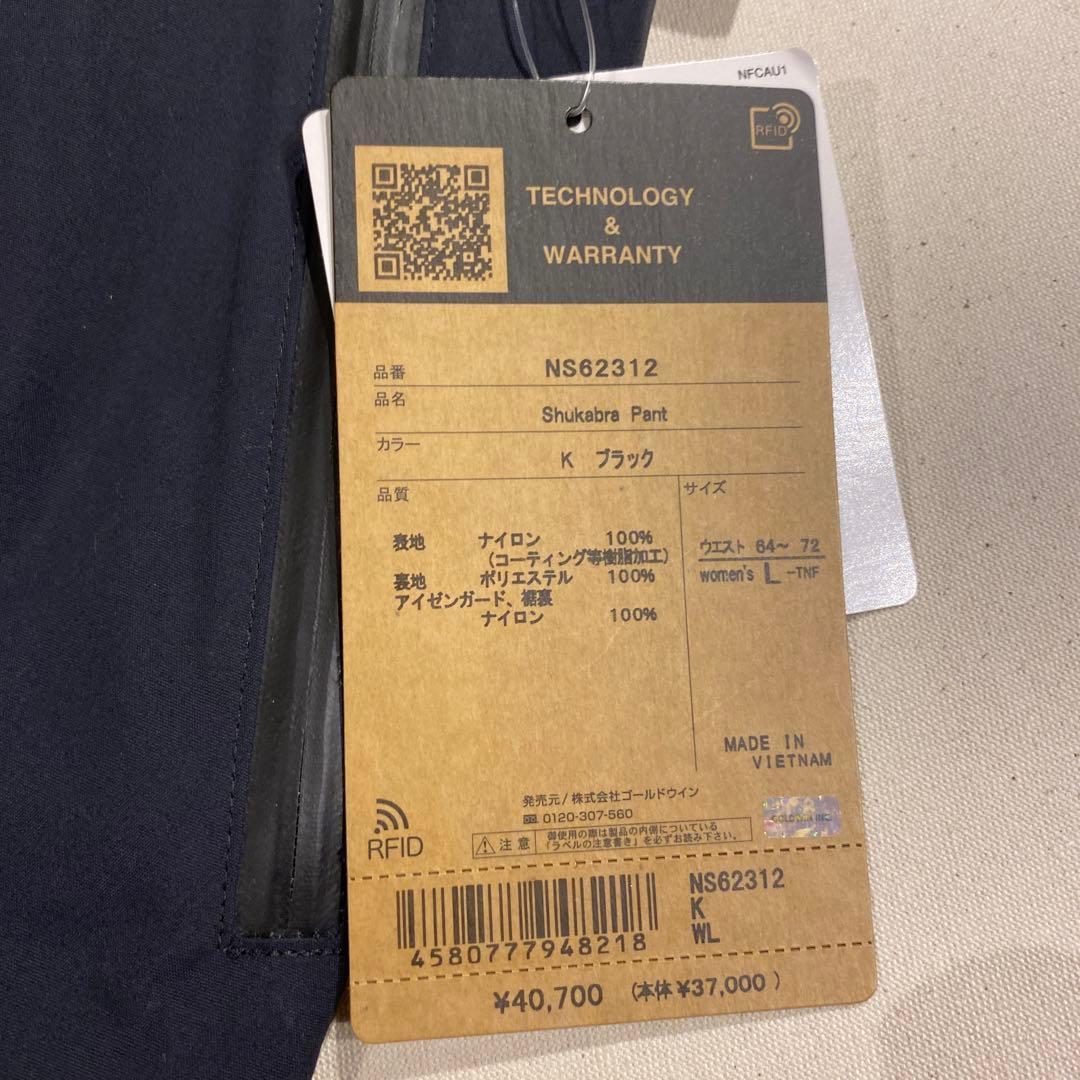 NFCAU1
RFID
TECHNOLOGY
&
WARRANTY
品番 NS62312
品名 Shukabra Pant
カラー K ブラック
品質
表地 ナイロン 100%
(コーティング等樹脂加工)
裏地 ポリエステル 100%
アイゼンガード、裾裏
ナイロン 100%
サイズ
ウエスト 64～ 72
women's L -TNF
MADE IN
VIETNAM
発売元/株式会社ゴールドウイン
0120-307-560
GOLDWIN INC.
RFID
注意 御使用の際は製品の内側についている
「ラベルの注意書き」を必ずお読み下さい。
4580777948218
NS62312
K
WL
¥40,700 (本体¥37,000)